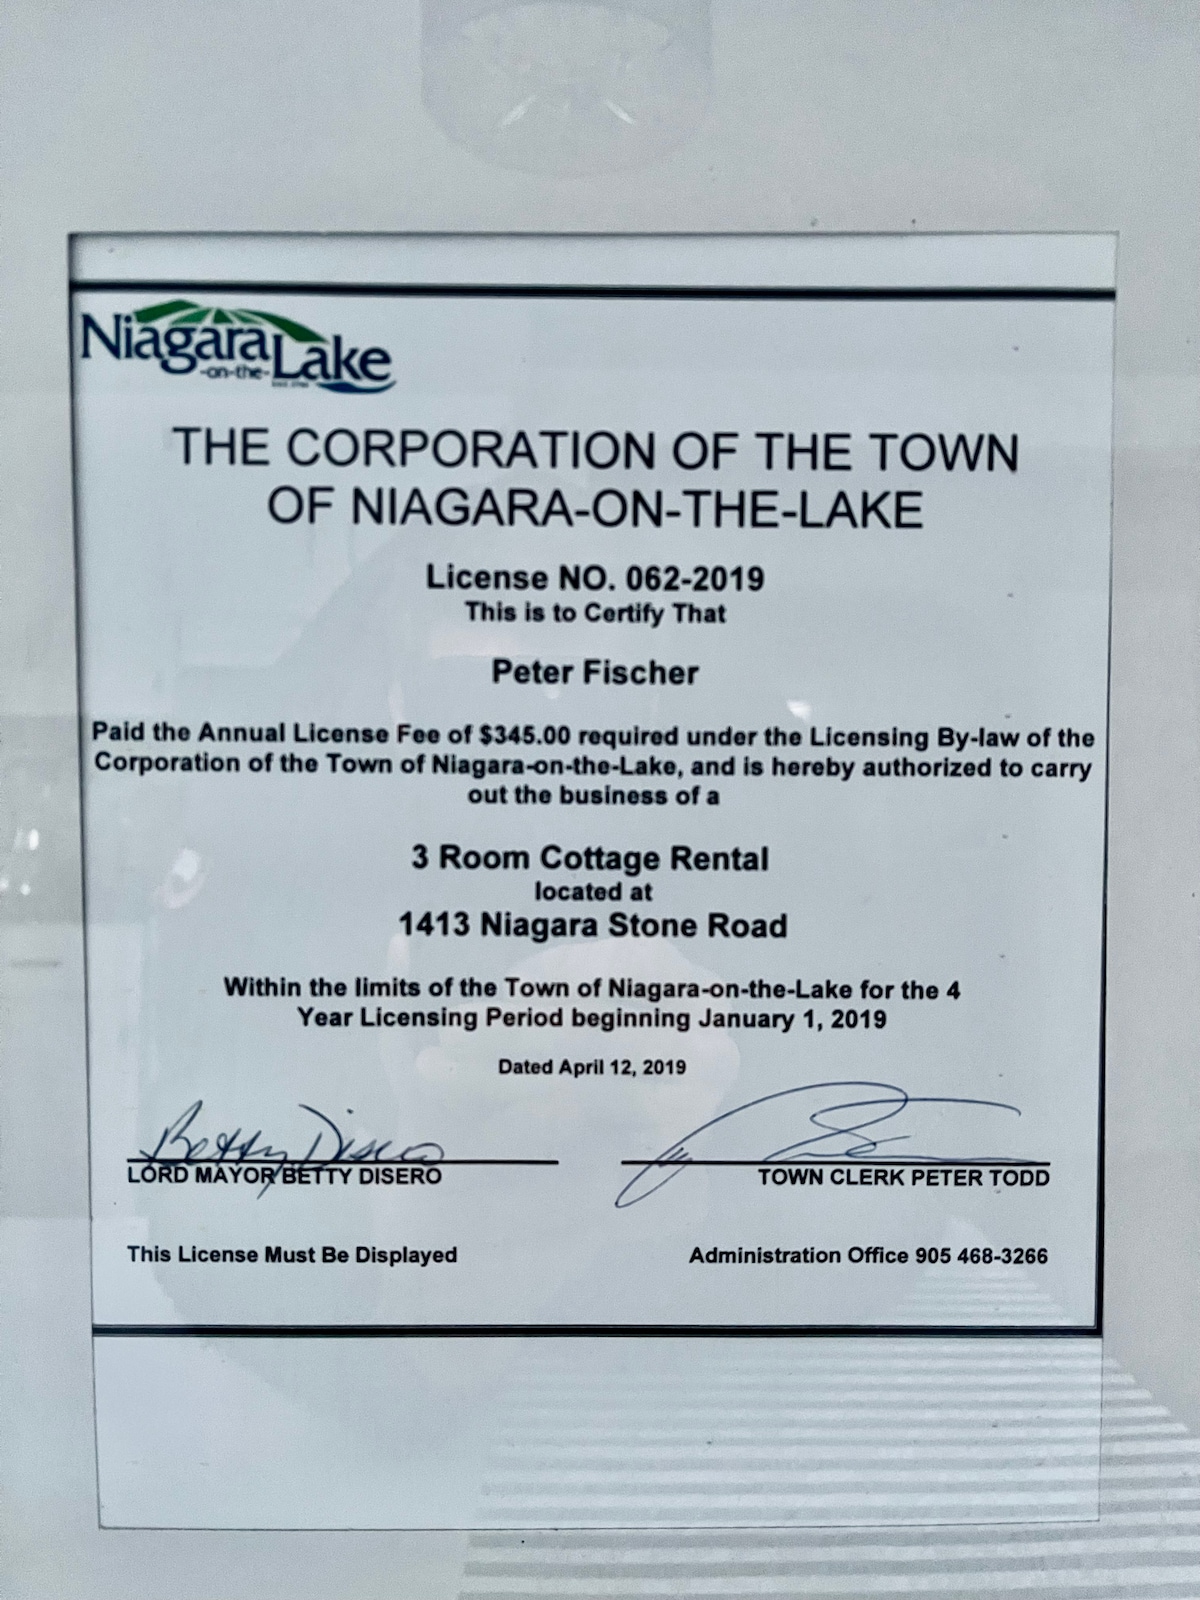 Niagara
-on-the-
Lake
THE CORPORATION OF THE TOWN
OF NIAGARA-ON-THE-LAKE
License NO. 062-2019
This is to Certify That
Peter Fischer
Paid the Annual License Fee of $345.00 required under the Licensing By-law of the
Corporation of the Town of Niagara-on-the-Lake, and is hereby authorized to carry
out the business of a
3 Room Cottage Rental
located at
1413 Niagara Stone Road
Within the limits of the Town of Niagara-on-the-Lake for the 4
Year Licensing Period beginning January 1, 2019
Dated April 12, 2019
Betty Disero
LORD MAYOR BETTY DISERO
TOWN CLERK PETER TODD
This License Must Be Displayed
Administration Office 905 468-3266